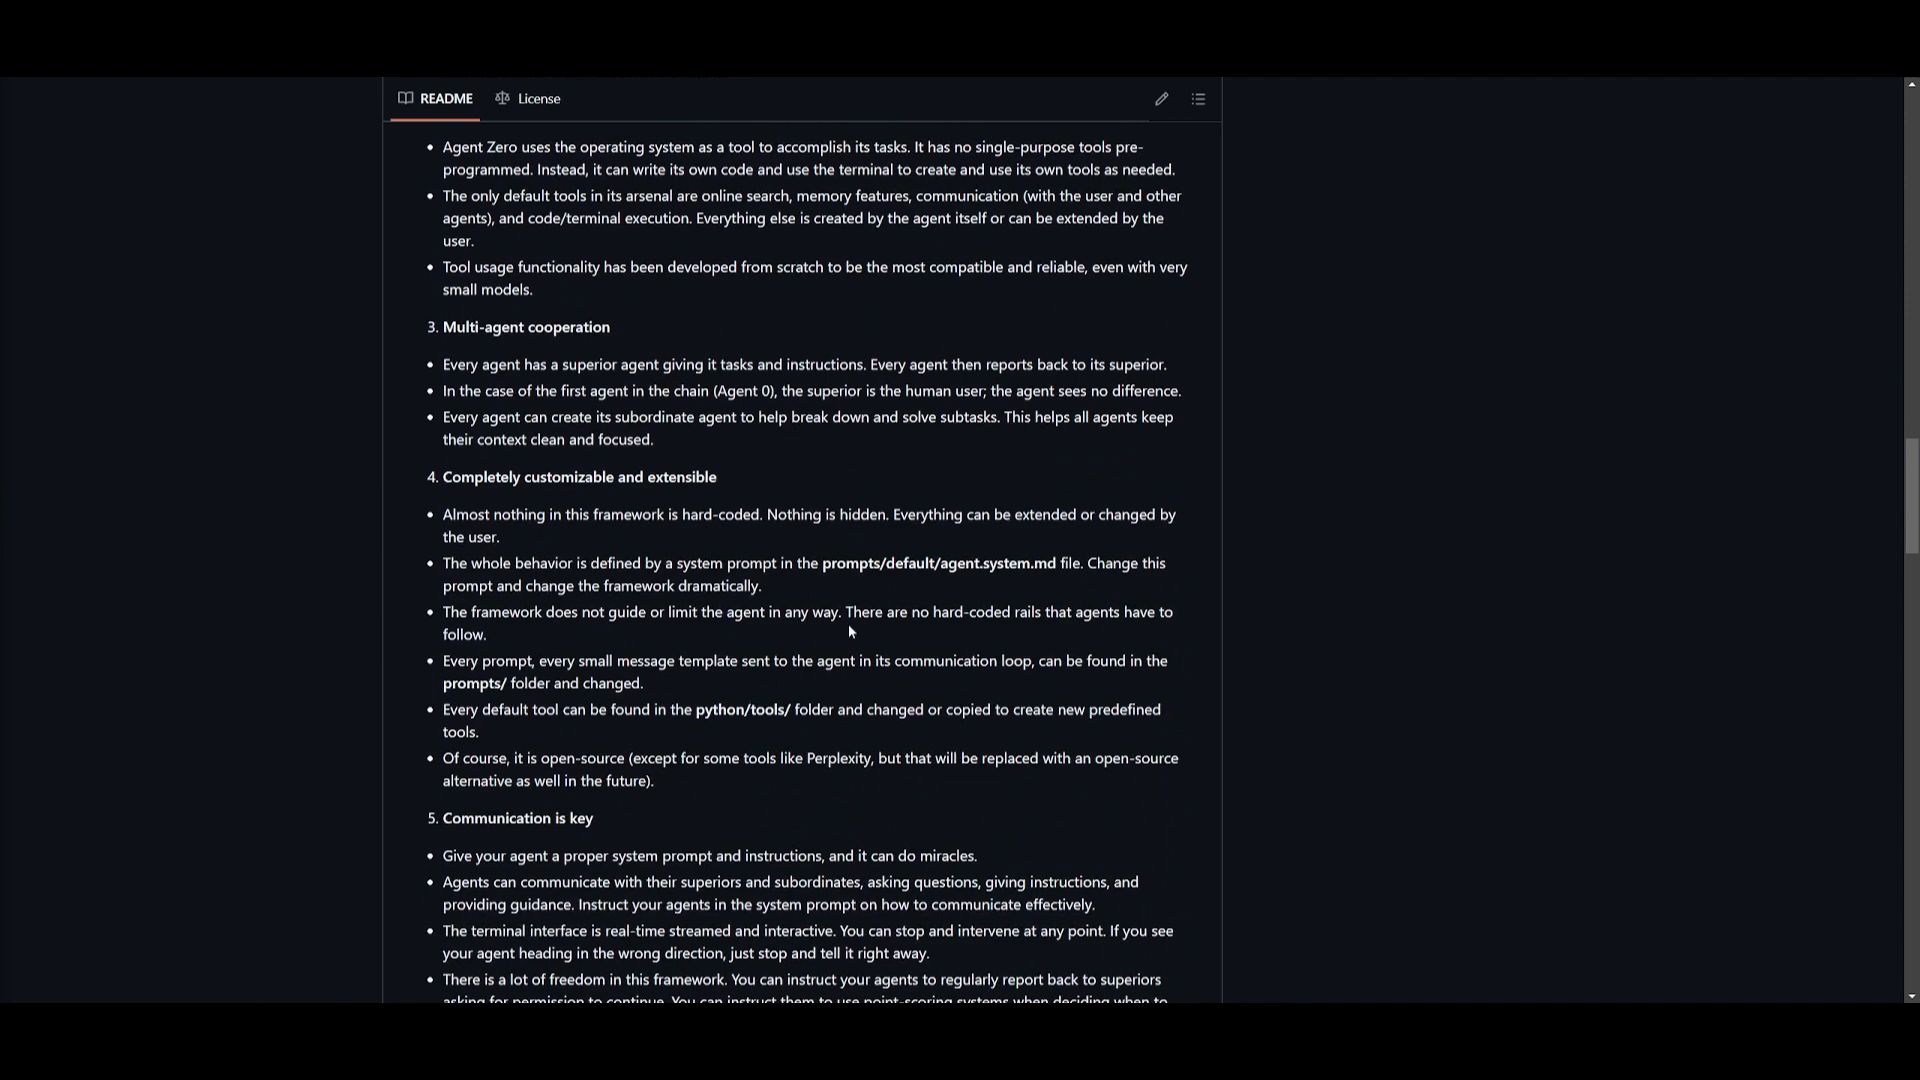 README License
• Agent Zero uses the operating system as a tool to accomplish its tasks. It has no single-purpose tools pre-
programmed. Instead, it can write its own code and use the terminal to create and use its own tools as needed.
• The only default tools in its arsenal are online search, memory features, communication (with the user and other
agents), and code/terminal execution. Everything else is created by the agent itself or can be extended by the
user.
• Tool usage functionality has been developed from scratch to be the most compatible and reliable, even with very
small models.
3. Multi-agent cooperation
• Every agent has a superior agent giving it tasks and instructions. Every agent then reports back to its superior.
• In the case of the first agent in the chain (Agent 0), the superior is the human user; the agent sees no difference.
• Every agent can create its subordinate agent to help break down and solve subtasks. This helps all agents keep
their context clean and focused.
4. Completely customizable and extensible
• Almost nothing in this framework is hard-coded. Nothing is hidden. Everything can be extended or changed by
the user.
• The whole behavior is defined by a system prompt in the prompts/default/agent.system.md file. Change this
prompt and change the framework dramatically.
• The framework does not guide or limit the agent in any way. There are no hard-coded rails that agents have to
follow.
• Every prompt, every small message template sent to the agent in its communication loop, can be found in the
prompts/ folder and changed.
• Every default tool can be found in the python/tools/ folder and changed or copied to create new predefined
tools.
• Of course, it is open-source (except for some tools like Perplexity, but that will be replaced with an open-source
alternative as well in the future).
5. Communication is key
• Give your agent a proper system prompt and instructions, and it can do miracles.
• Agents can communicate with their superiors and subordinates, asking questions, giving instructions, and
providing guidance. Instruct your agents in the system prompt on how to communicate effectively.
• The terminal interface is real-time streamed and interactive. You can stop and intervene at any point. If you see
your agent heading in the wrong direction, just stop and tell it right away.
• There is a lot of freedom in this framework. You can instruct your agents to regularly report back to superiors
asking for permission to continue. You can instruct them to use point-scoring systems when deciding when to